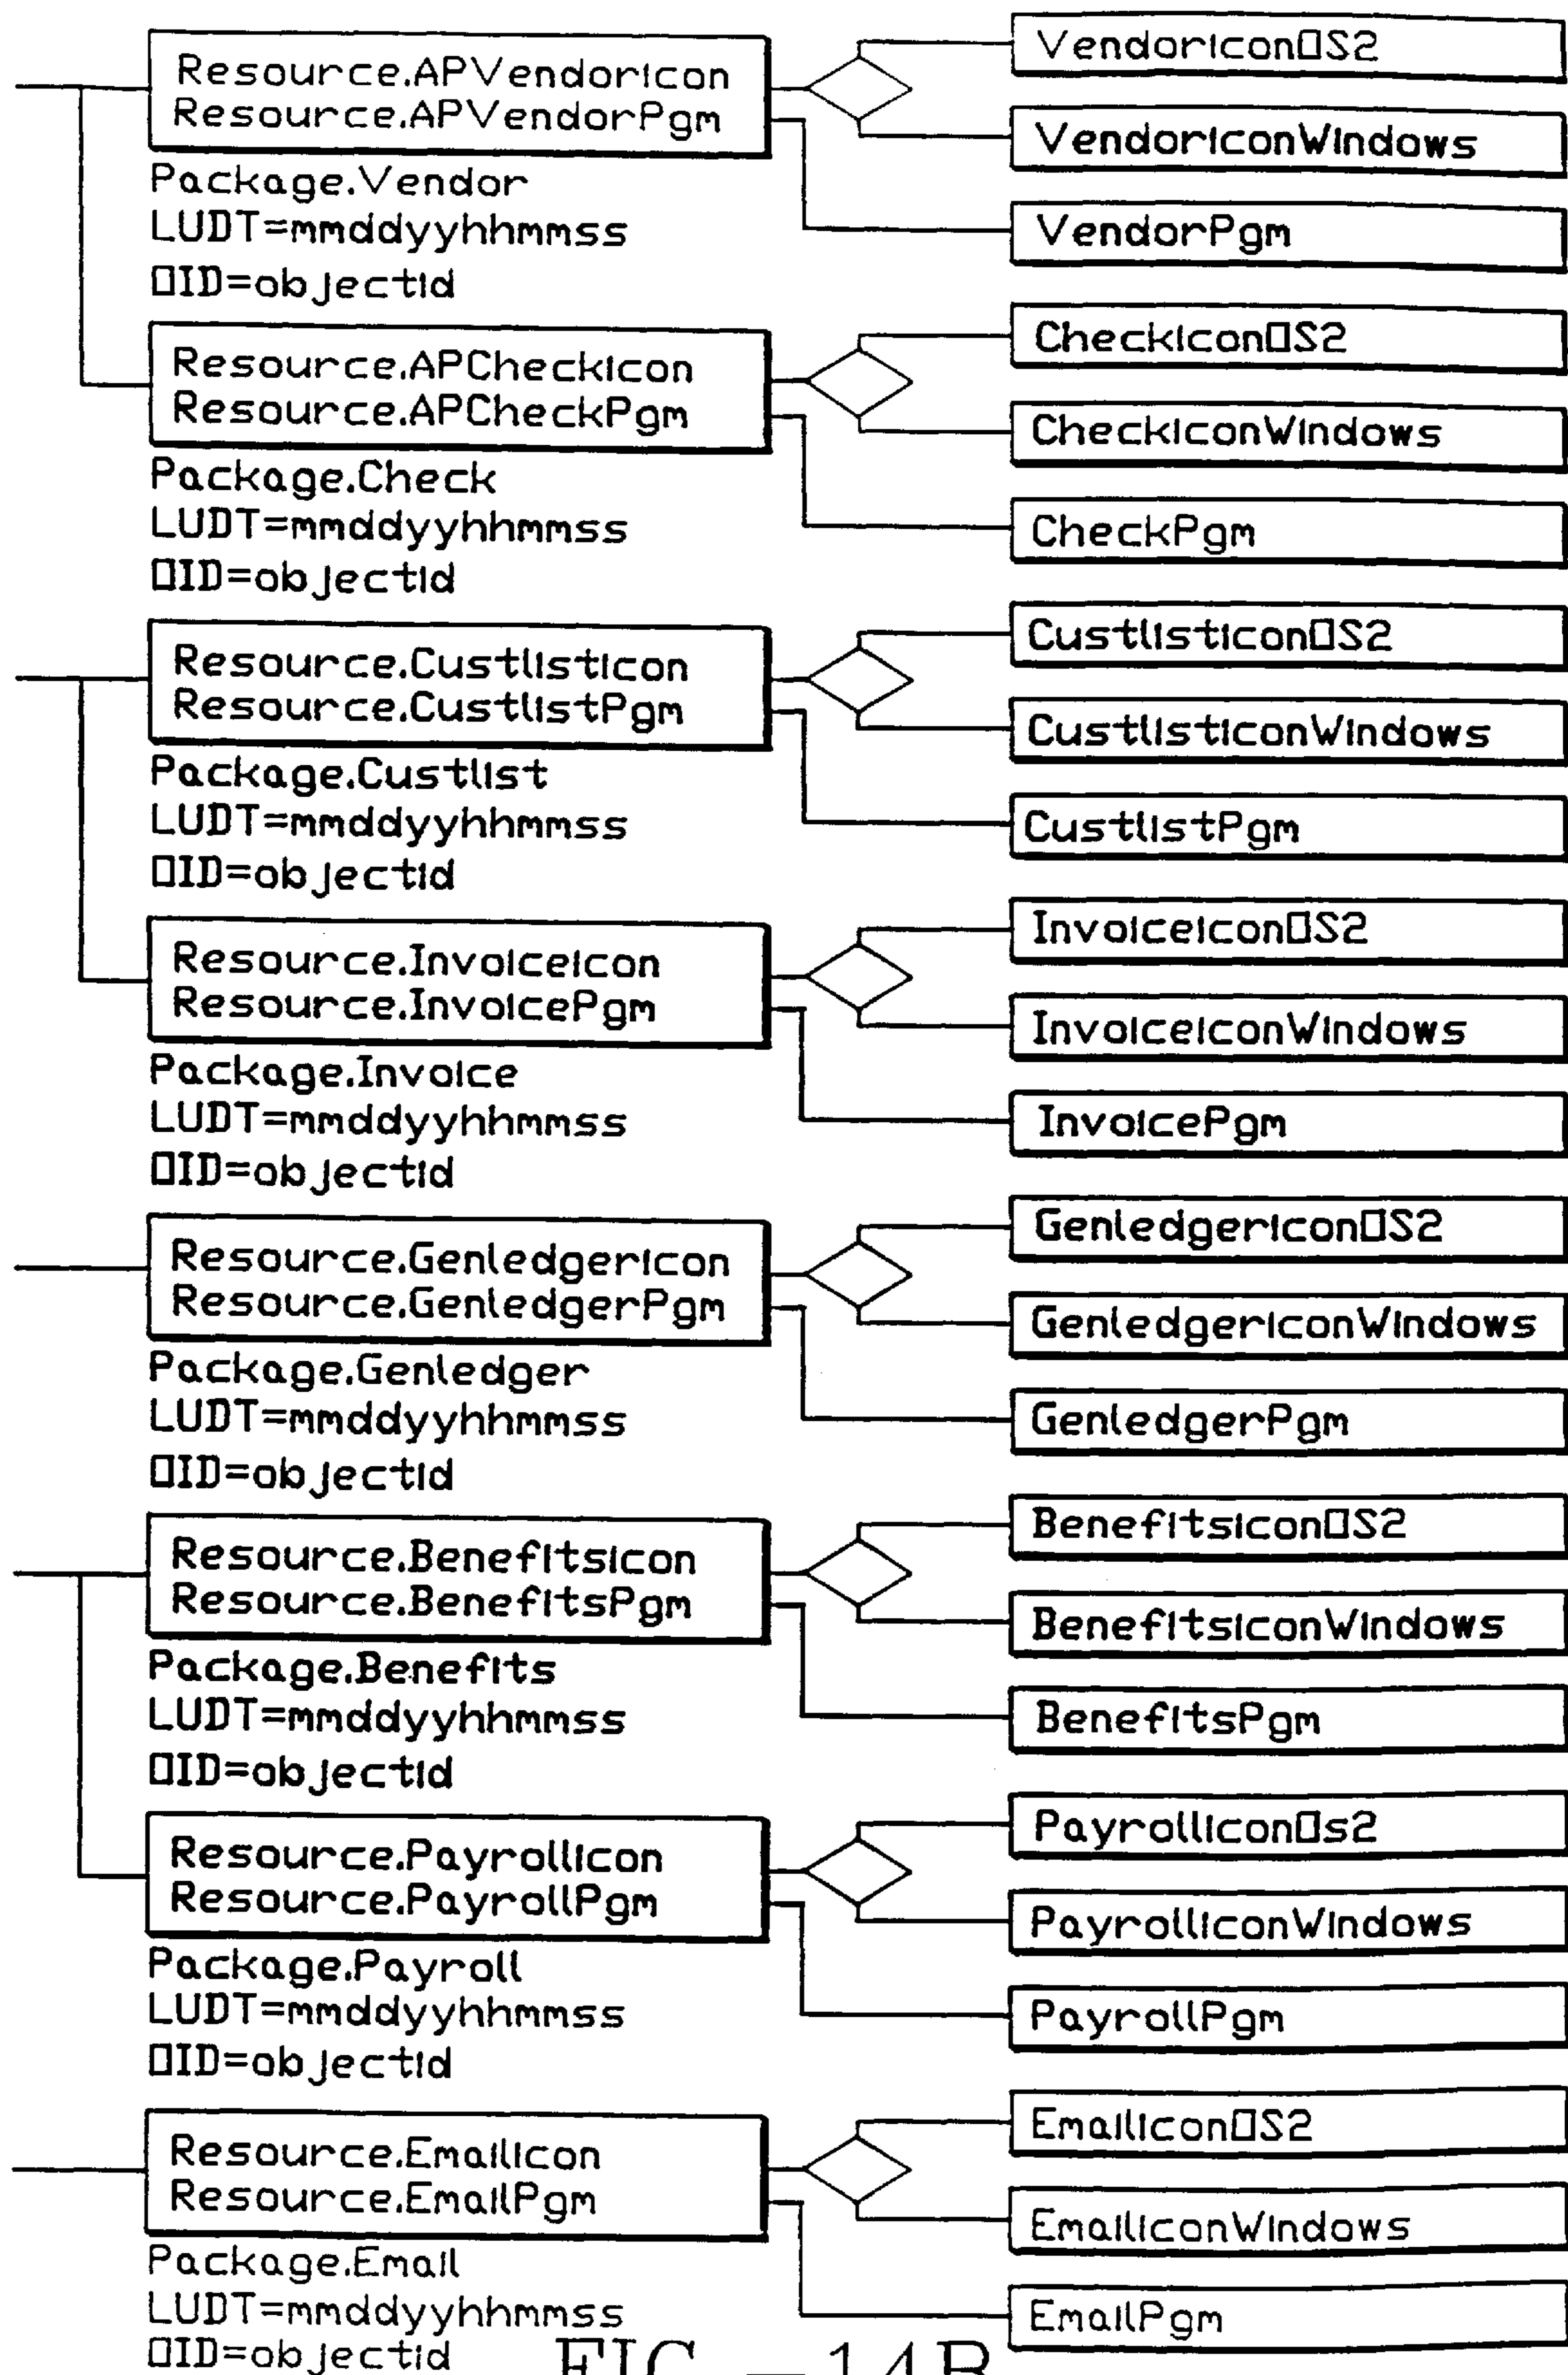 Resource.APVendorIcon
Resource.APVendorPgm
Package.Vendor
LUDT=mmddyyhhmmss
OID=objectid
VendoriconOS2
VendoriconWindows
VendorPgm
Resource.APCheckicon
Resource.APCheckPgm
Package.Check
LUDT=mmddyyhhmmss
OID=objectid
CheckiconOS2
CheckiconWindows
CheckPgm
Resource.Custlisticon
Resource.CustlistPgm
Package.Custlist
LUDT=mmddyyhhmmss
OID=objectid
CustlisticonOS2
CustlisticonWindows
CustlistPgm
Resource.Invoiceicon
Resource.InvoicePgm
Package.Invoice
LUDT=mmddyyhhmmss
OID=objectid
InvoiceiconOS2
InvoiceiconWindows
InvoicePgm
Resource.Genledgericon
Resource.GenledgerPgm
Package.Genledger
LUDT=mmddyyhhmmss
OID=objectid
GenledgericonOS2
GenledgericonWindows
GenledgerPgm
Resource.Benefitsicon
Resource.BenefitsPgm
Package.Benefits
LUDT=mmddyyhhmmss
OID=objectid
BenefitsiconOS2
BenefitsiconWindows
BenefitsPgm
Resource.Payrollicon
Resource.PayrollPgm
Package.Payroll
LUDT=mmddyyhhmmss
OID=objectid
PayrolliconOs2
PayrolliconWindows
PayrollPgm
Resource.Emailicon
Resource.EmailPgm
Package.Email
LUDT=mmddyyhhmmss
OID=objectid
EmailiconOS2
EmailiconWindows
EmailPgm
FIG.-14B